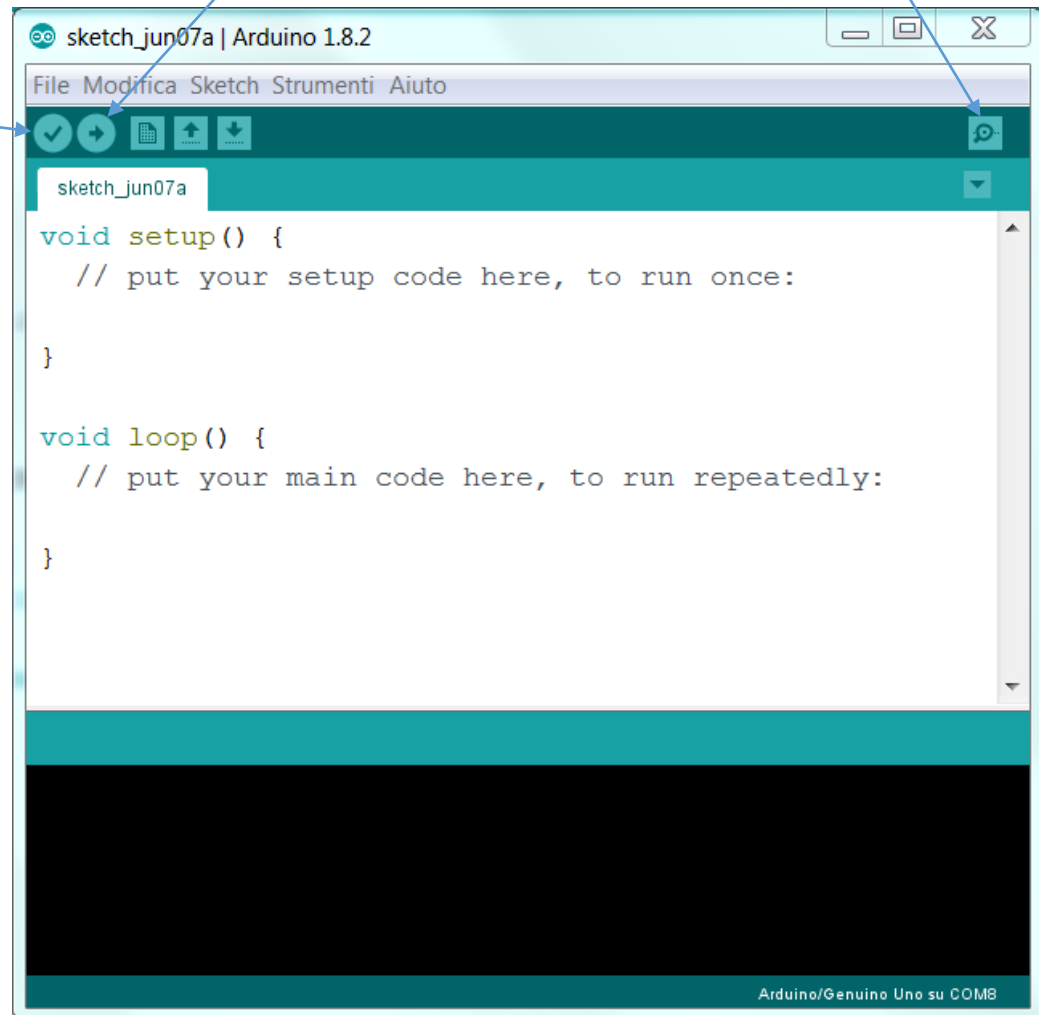 sketch_jun07a | Arduino 1.8.2
File Modifica Sketch Strumenti Aiuto
sketch_jun07a
void setup() {
  // put your setup code here, to run once:
}
void loop() {
  // put your main code here, to run repeatedly:
}
Arduino/Genuino Uno su COM8